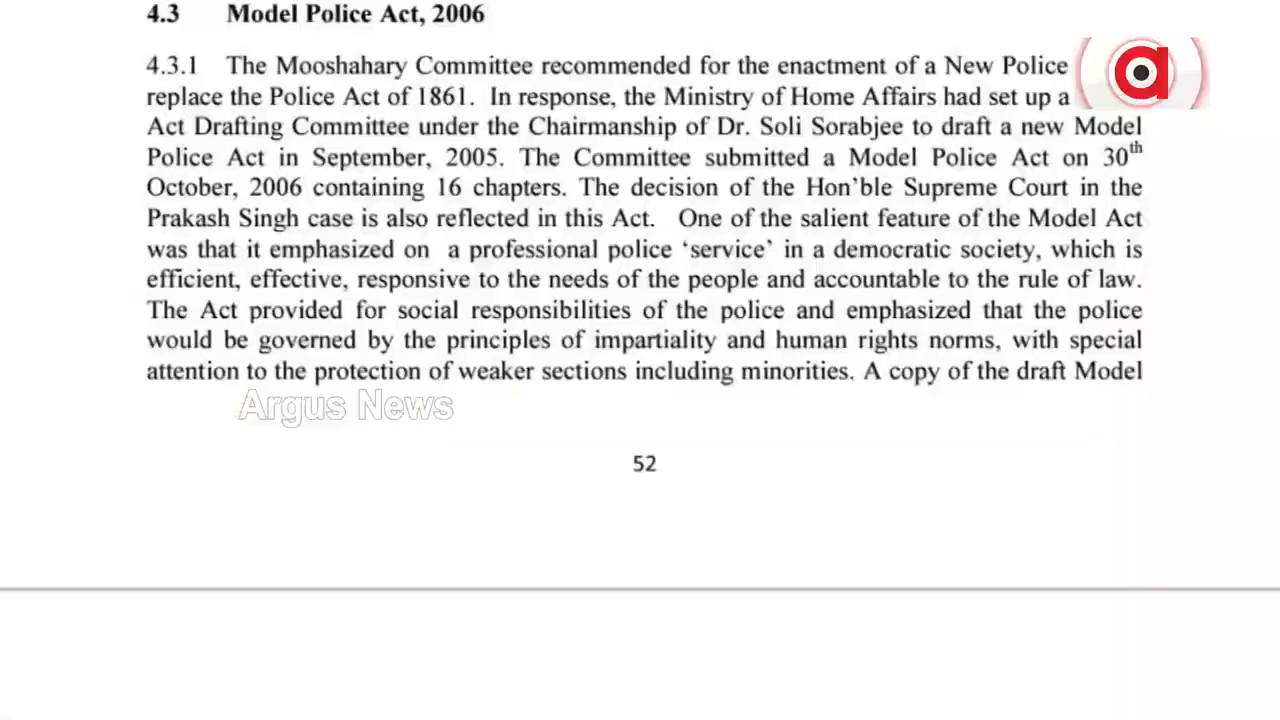 4.3 Model Police Act, 2006
4.3.1 The Mooshahary Committee recommended for the enactment of a New Police
replace the Police Act of 1861. In response, the Ministry of Home Affairs had set up a
Act Drafting Committee under the Chairmanship of Dr. Soli Sorabjee to draft a new Model
Police Act in September, 2005. The Committee submitted a Model Police Act on 30th
October, 2006 containing 16 chapters. The decision of the Hon’ble Supreme Court in the
Prakash Singh case is also reflected in this Act. One of the salient feature of the Model Act
was that it emphasized on a professional police ‘service’ in a democratic society, which is
efficient, effective, responsive to the needs of the people and accountable to the rule of law.
The Act provided for social responsibilities of the police and emphasized that the police
would be governed by the principles of impartiality and human rights norms, with special
attention to the protection of weaker sections including minorities. A copy of the draft Model
Argus News
52
a